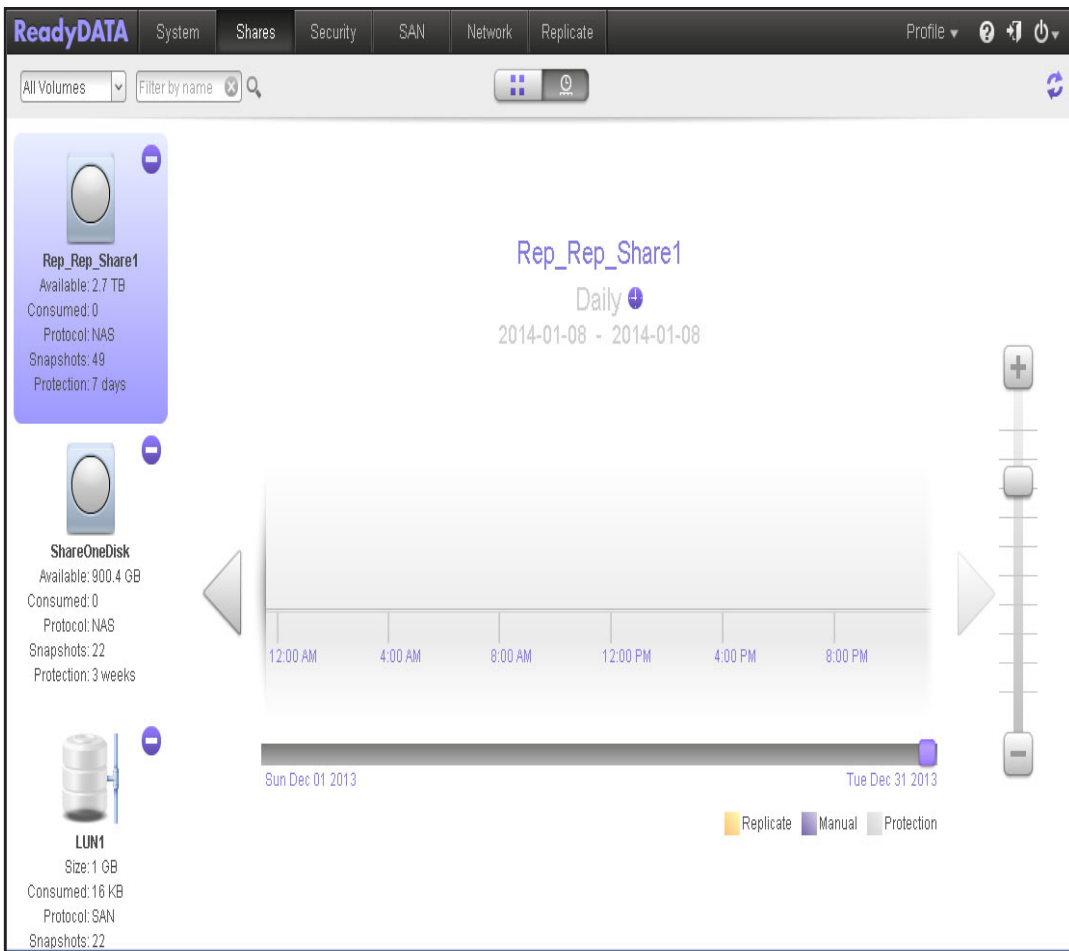 ReadyDATA System Shares Security SAN Network Replicate Profile
All Volumes Filter by name
Rep_Rep_Share1
Available: 2.7 TB
Consumed: 0
Protocol: NAS
Snapshots: 49
Protection: 7 days
ShareOneDisk
Available: 900.4 GB
Consumed: 0
Protocol: NAS
Snapshots: 22
Protection: 3 weeks
LUN1
Size: 1 GB
Consumed: 16 KB
Protocol: SAN
Snapshots: 22
Rep_Rep_Share1
Daily
2014-01-08 - 2014-01-08
12:00 AM 4:00 AM 8:00 AM 12:00 PM 4:00 PM 8:00 PM
Sun Dec 01 2013 Tue Dec 31 2013
Replicate Manual Protection